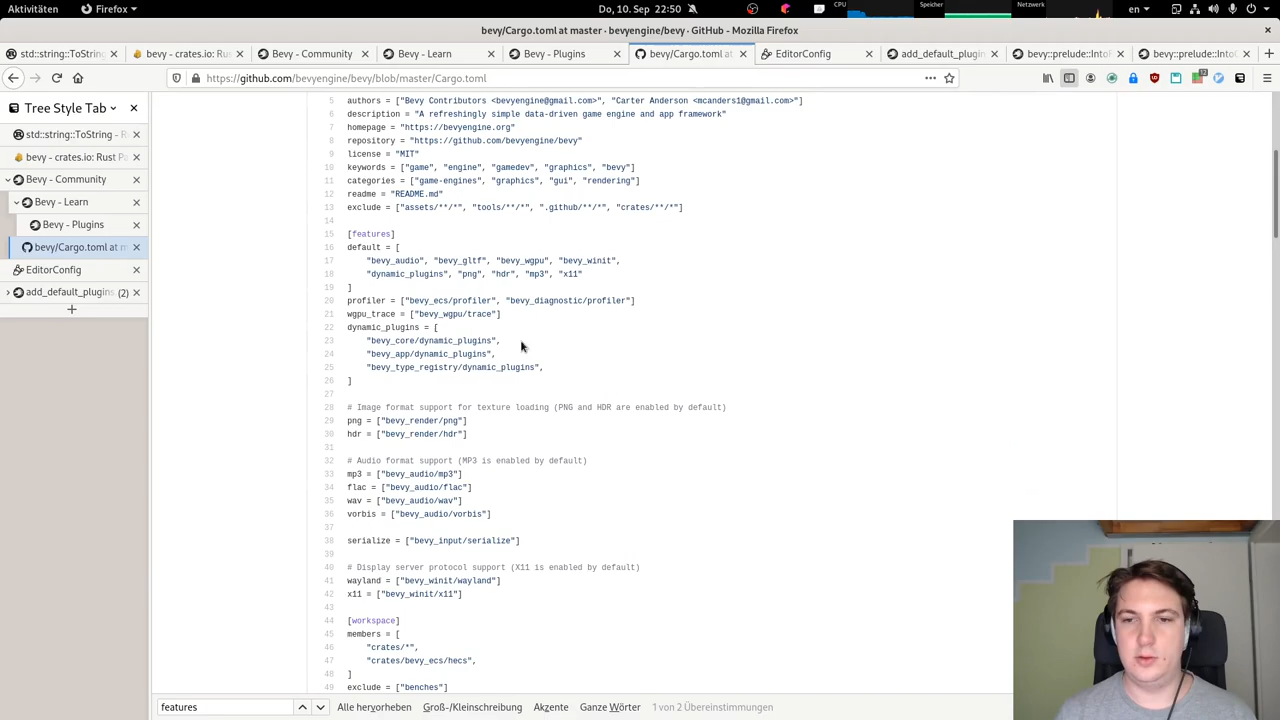 Aktivitäten Firefox Do, 10. Sep 22:50 CPU Speicher Netzwerk en
bevy/Cargo.toml at master · bevyengine/bevy · GitHub - Mozilla Firefox
std::string::ToString bevy - crates.io: Rust Bevy - Community Bevy - Learn Bevy - Plugins bevy/Cargo.toml at EditorConfig add_default_plugin bevy::prelude::IntoF bevy::prelude::IntoF
https://github.com/bevyengine/bevy/blob/master/Cargo.toml
Tree Style Tab
std::string::ToString - R
bevy - crates.io: Rust Pa
Bevy - Community
Bevy - Learn
Bevy - Plugins
bevy/Cargo.toml at m
EditorConfig
add_default_plugins (2)
5 authors = ["Bevy Contributors <bevyengine@gmail.com>", "Carter Anderson <mcanders1@gmail.com>"]
6 description = "A refreshingly simple data-driven game engine and app framework"
7 homepage = "https://bevyengine.org"
8 repository = "https://github.com/bevyengine/bevy"
9 license = "MIT"
10 keywords = ["game", "engine", "gamedev", "graphics", "bevy"]
11 categories = ["game-engines", "graphics", "gui", "rendering"]
12 readme = "README.md"
13 exclude = ["assets/**/*", "tools/**/*", ".github/**/*", "crates/**/*"]
14
15 [features]
16 default = [
17 "bevy_audio", "bevy_gltf", "bevy_wgpu", "bevy_winit",
18 "dynamic_plugins", "png", "hdr", "mp3", "x11"
19 ]
20 profiler = ["bevy_ecs/profiler", "bevy_diagnostic/profiler"]
21 wgpu_trace = ["bevy_wgpu/trace"]
22 dynamic_plugins = [
23 "bevy_core/dynamic_plugins",
24 "bevy_app/dynamic_plugins",
25 "bevy_type_registry/dynamic_plugins",
26 ]
27
28 # Image format support for texture loading (PNG and HDR are enabled by default)
29 png = ["bevy_render/png"]
30 hdr = ["bevy_render/hdr"]
31
32 # Audio format support (MP3 is enabled by default)
33 mp3 = ["bevy_audio/mp3"]
34 flac = ["bevy_audio/flac"]
35 wav = ["bevy_audio/wav"]
36 vorbis = ["bevy_audio/vorbis"]
37
38 serialize = ["bevy_input/serialize"]
39
40 # Display server protocol support (X11 is enabled by default)
41 wayland = ["bevy_winit/wayland"]
42 x11 = ["bevy_winit/x11"]
43
44 [workspace]
45 members = [
46 "crates/*",
47 "crates/bevy_ecs/hecs",
48 ]
49 exclude = ["benches"]
features Alle hervorheben Groß-/Kleinschreibung Akzente Ganze Wörter 1 von 2 Übereinstimmungen